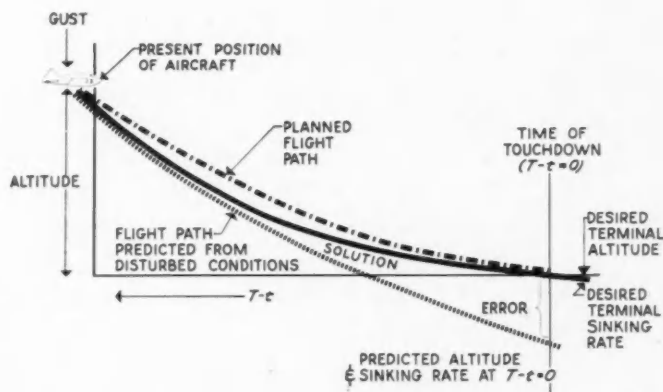 GUST
PRESENT POSITION
OF AIRCRAFT
PLANNED
FLIGHT
PATH
TIME OF
TOUCHDOWN
(T-t=0)
ALTITUDE
FLIGHT PATH
PREDICTED FROM
DISTURBED CONDITIONS
SOLUTION
DESIRED
TERMINAL
ALTITUDE
T-t
ERROR
DESIRED
TERMINAL
SINKING
RATE
PREDICTED ALTITUDE
& SINKING RATE AT T-t=0